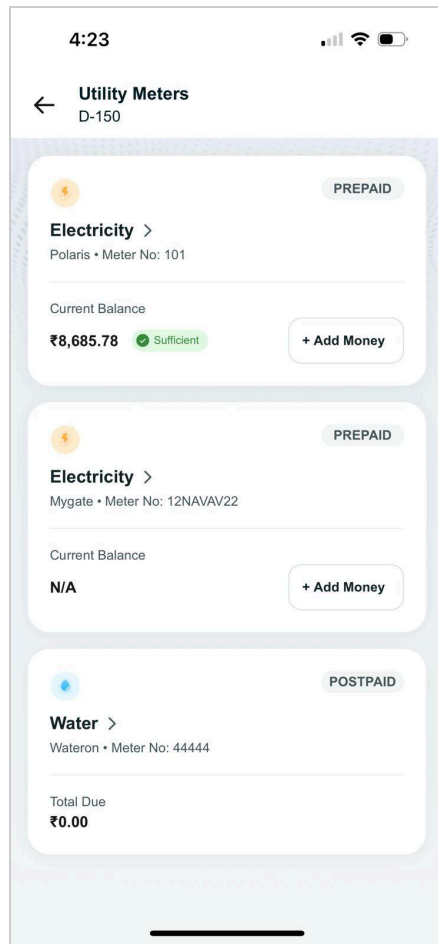 4:23
Utility Meters
D-150
PREPAID
Electricity >
Polaris • Meter No: 101
Current Balance
₹8,685.78 Sufficient
+ Add Money
PREPAID
Electricity >
Mygate • Meter No: 12NAVAV22
Current Balance
N/A
+ Add Money
POSTPAID
Water >
Wateron • Meter No: 44444
Total Due
₹0.00